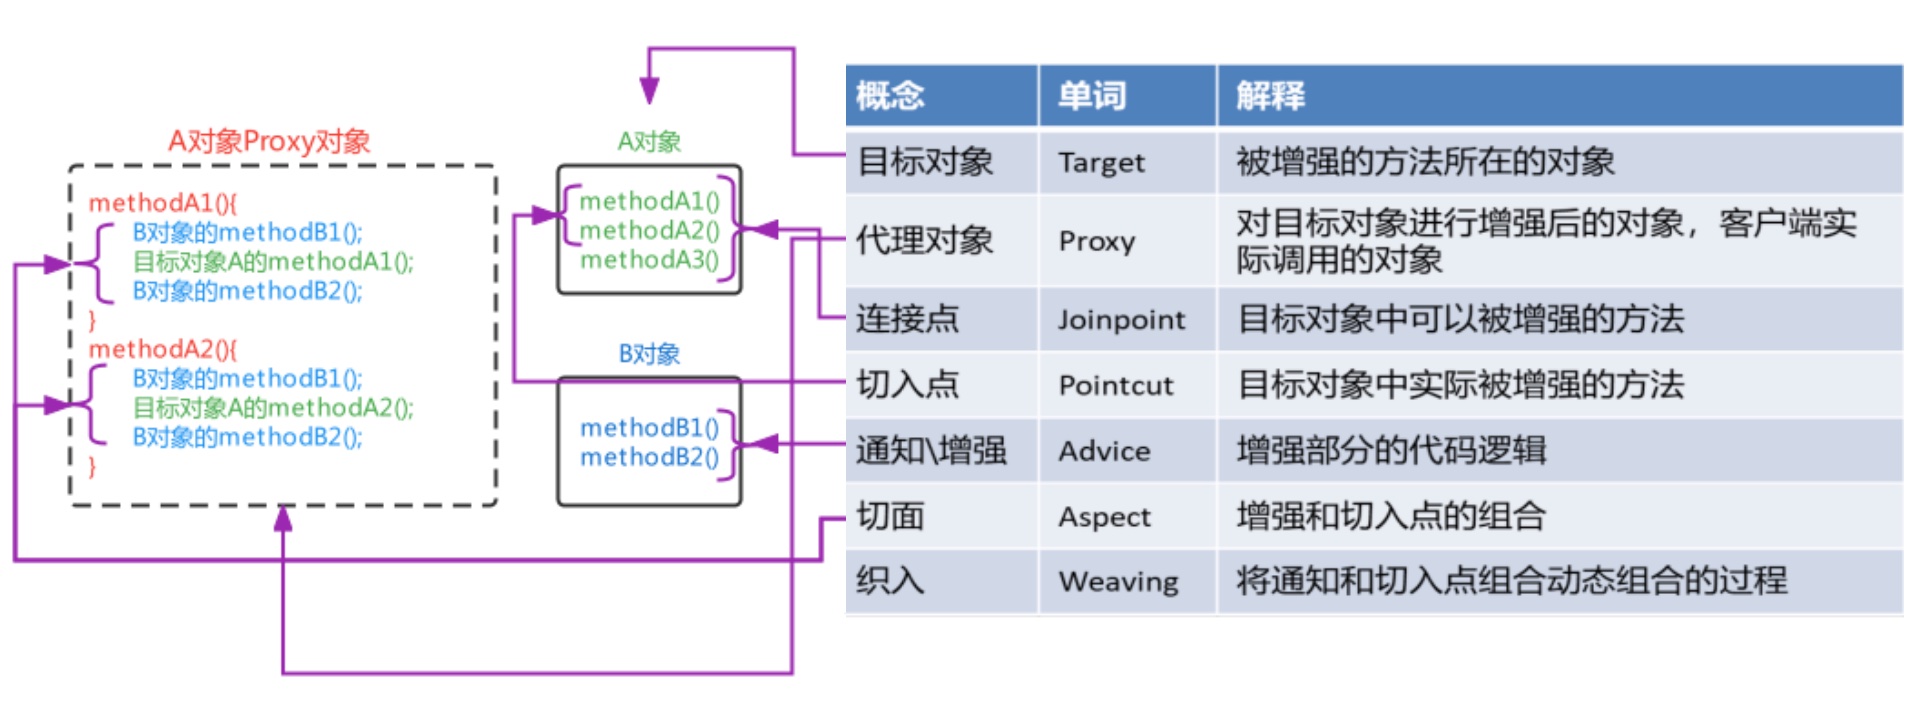 A对象Proxy对象
methodA1(){
B对象的methodB1();
目标对象A的methodA1();
B对象的methodB2();
}
methodA2(){
B对象的methodB1();
目标对象A的methodA2();
B对象的methodB2();
}
A对象
methodA1()
methodA2()
methodA3()
B对象
methodB1()
methodB2()
概念 单词 解释
目标对象 Target 被增强的方法所在的对象
代理对象 Proxy 对目标对象进行增强后的对象，客户端实
际调用的对象
连接点 Joinpoint 目标对象中可以被增强的方法
切入点 Pointcut 目标对象中实际被增强的方法
通知\增强 Advice 增强部分的代码逻辑
切面 Aspect 增强和切入点的组合
织入 Weaving 将通知和切入点组合动态组合的过程